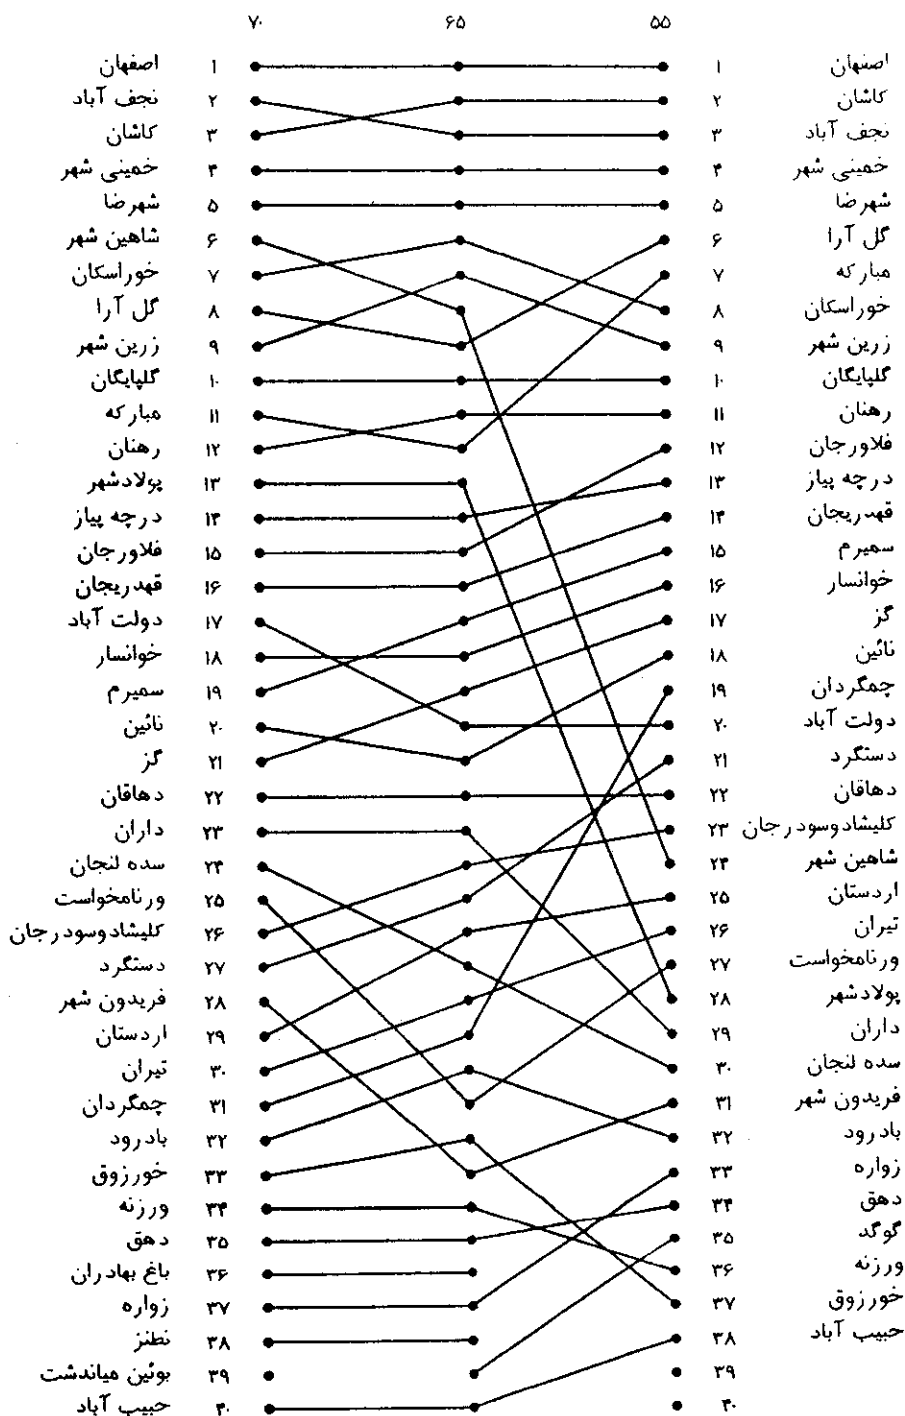 ۵۵ ۶۵ ۷۰
اصفهان ۱ ۱ اصفهان
کاشان ۲ ۲ نجف آباد
نجف آباد ۳ ۳ کاشان
خمینی شهر ۴ ۴ خمینی شهر
شهرضا ۵ ۵ شهرضا
گل آرا ۶ ۶ شاهین شهر
مبارکه ۷ ۷ خوراسکان
خوراسکان ۸ ۸ گل آرا
زرین شهر ۹ ۹ زرین شهر
گلپایگان ۱۰ ۱۰ گلپایگان
رهنان ۱۱ ۱۱ مبارکه
فلاورجان ۱۲ ۱۲ رهنان
درچه پیاز ۱۳ ۱۳ پولادشهر
قهدریجان ۱۴ ۱۴ درچه پیاز
سمیرم ۱۵ ۱۵ فلاورجان
خوانسار ۱۶ ۱۶ قهدریجان
گز ۱۷ ۱۷ دولت آباد
نائین ۱۸ ۱۸ خوانسار
چمگردان ۱۹ ۱۹ سمیرم
دولت آباد ۲۰ ۲۰ نائین
دستگرد ۲۱ ۲۱ گز
دهاقان ۲۲ ۲۲ دهاقان
کلیشادوسودرجان ۲۳ ۲۳ داران
شاهین شهر ۲۴ ۲۴ سده لنجان
اردستان ۲۵ ۲۵ ورنامخواست
تیران ۲۶ ۲۶ کلیشادوسودرجان
ورنامخواست ۲۷ ۲۷ دستگرد
پولادشهر ۲۸ ۲۸ فریدون شهر
داران ۲۹ ۲۹ اردستان
سده لنجان ۳۰ ۳۰ تیران
فریدون شهر ۳۱ ۳۱ چمگردان
بادرود ۳۲ ۳۲ بادرود
زواره ۳۳ ۳۳ خورزوق
دهق ۳۴ ۳۴ ورزنه
گوگد ۳۵ ۳۵ دهق
ورزنه ۳۶ ۳۶ باغ بهادران
خورزوق ۳۷ ۳۷ زواره
حبیب آباد ۳۸ ۳۸ نطنز
۳۹ ۳۹ بوئین میاندشت
۴۰ ۴۰ حبیب آباد